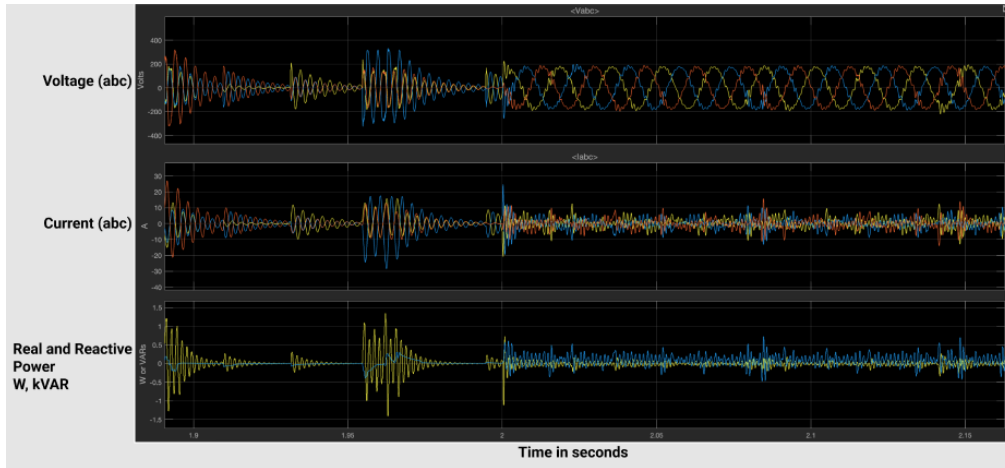 <Vabc>
Voltage (abc)
Volts
400
200
0
-200
-400
<Iabc>
Current (abc)
A
30
20
10
0
-10
-20
-30
-40
Real and Reactive
Power
W, kVAR
W or VARs
1.5
1
0.5
0
-0.5
-1
-1.5
1.9
1.95
2
2.05
2.1
2.15
Time in seconds